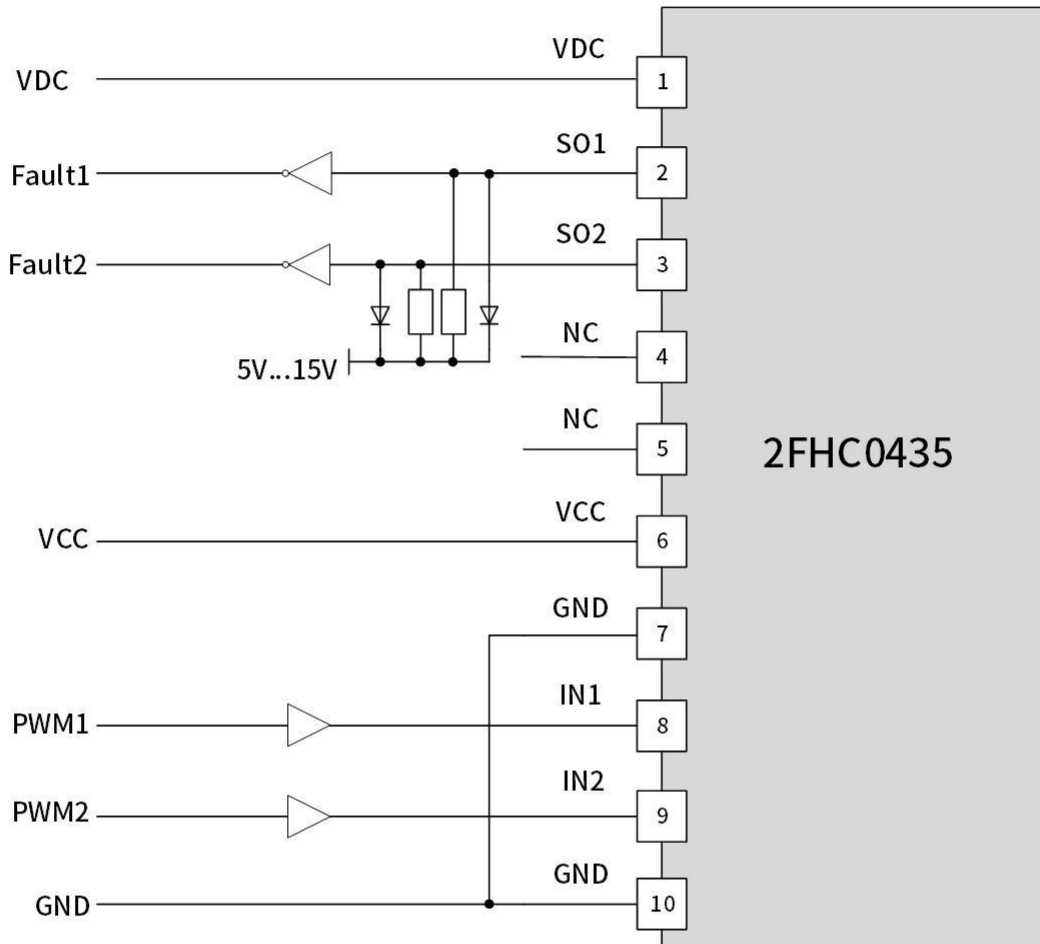 VDC
VDC
1
Fault1
SO1
2
Fault2
SO2
3
5V...15V
NC
4
NC
5
2FHC0435
VCC
VCC
6
GND
7
PWM1
IN1
8
PWM2
IN2
9
GND
GND
10